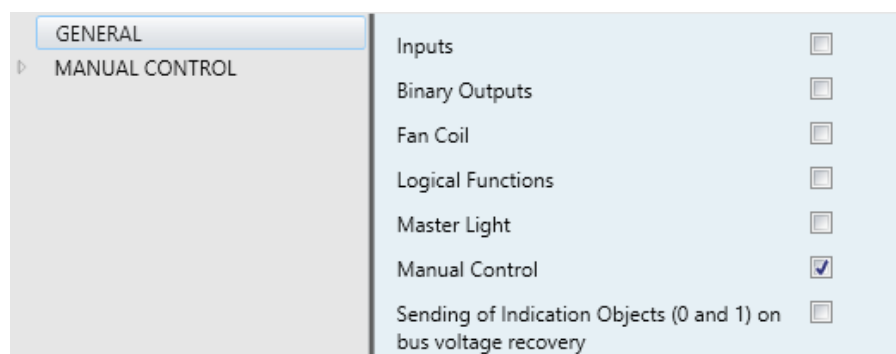 GENERAL
MANUAL CONTROL
Inputs
Binary Outputs
Fan Coil
Logical Functions
Master Light
Manual Control
Sending of Indication Objects (0 and 1) on
bus voltage recovery